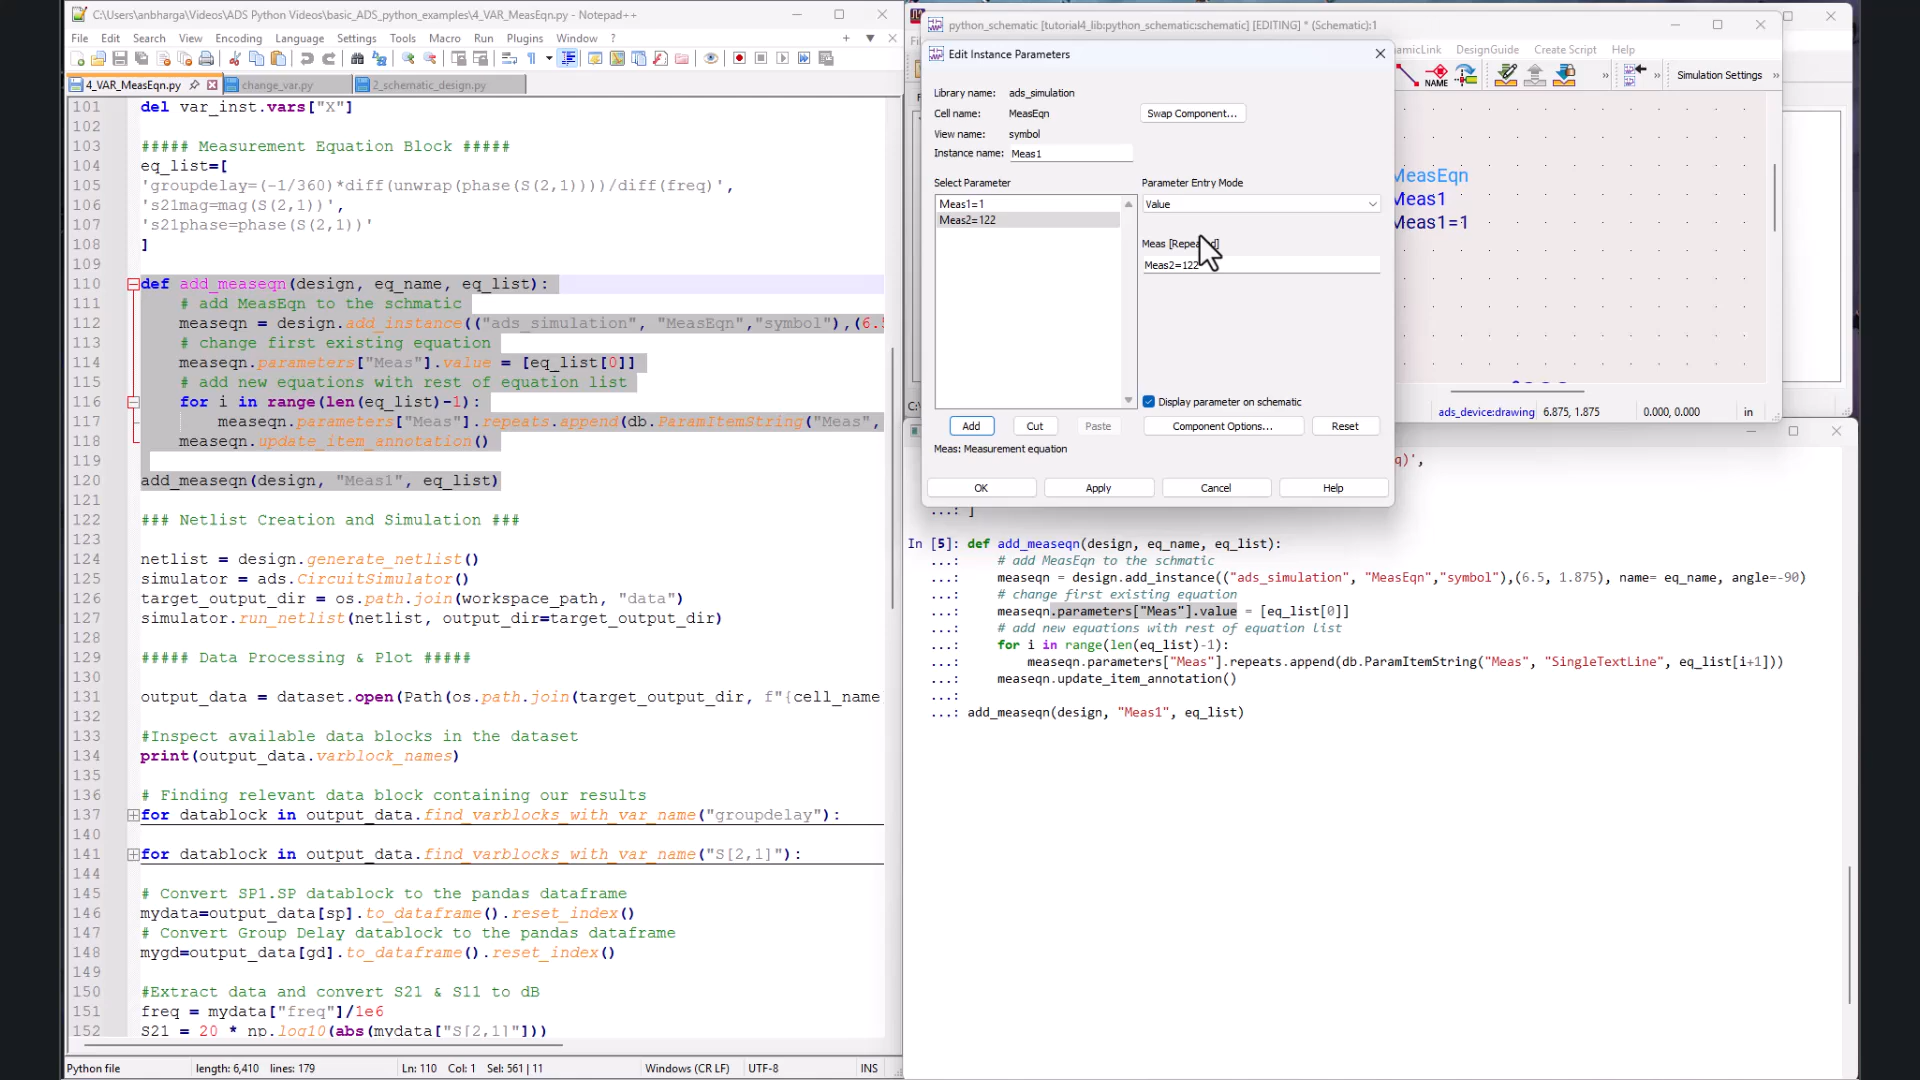 C:\Users\anbharga\Videos\ADS Python Videos\basic_ADS_python_examples\4_VAR_MeasEqn.py - Notepad++
File Edit Search View Encoding Language Settings Tools Macro Run Plugins Window ?
4_VAR_MeasEqn.py change_var.py 2_schematic_design.py
101 del var_inst.vars["X"]
102
103 ##### Measurement Equation Block #####
104 eq_list=[
105 'groupdelay=(-1/360)*diff(unwrap(phase(S(2,1))))/diff(freq)',
106 's21mag=mag(S(2,1))',
107 's21phase=phase(S(2,1))'
108 ]
109
110 def add_measeqn(design, eq_name, eq_list):
111 # add MeasEqn to the schmatic
112 measeqn = design.add_instance(("ads_simulation", "MeasEqn","symbol"),(6.5
113 # change first existing equation
114 measeqn.parameters["Meas"].value = [eq_list[0]]
115 # add new equations with rest of equation list
116 for i in range(len(eq_list)-1):
117 measeqn.parameters["Meas"].repeats.append(db.ParamItemString("Meas",
118 measeqn.update_item_annotation()
119
120 add_measeqn(design, "Meas1", eq_list)
121
122 ### Netlist Creation and Simulation ###
123
124 netlist = design.generate_netlist()
125 simulator = ads.CircuitSimulator()
126 target_output_dir = os.path.join(workspace_path, "data")
127 simulator.run_netlist(netlist, output_dir=target_output_dir)
128
129 ##### Data Processing & Plot #####
130
131 output_data = dataset.open(Path(os.path.join(target_output_dir, f"{cell_name
132
133 #Inspect available data blocks in the dataset
134 print(output_data.varblock_names)
135
136 # Finding relevant data block containing our results
137 for datablock in output_data.find_varblocks_with_var_name("groupdelay"):
140
141 for datablock in output_data.find_varblocks_with_var_name("S[2,1]"):
144
145 # Convert SP1.SP datablock to the pandas dataframe
146 mydata=output_data[sp].to_dataframe().reset_index()
147 # Convert Group Delay datablock to the pandas dataframe
148 mygd=output_data[gd].to_dataframe().reset_index()
149
150 #Extract data and convert S21 & S11 to dB
151 freq = mydata["freq"]/1e6
152 S21 = 20 * np.log10(abs(mydata["S[2,1]"]))
Python file length: 6,410 lines: 179 Ln: 110 Col: 1 Sel: 561 | 11 Windows (CR LF) UTF-8 INS
python_schematic [tutorial4_lib:python_schematic:schematic] [EDITING] * (Schematic):1
DesignGuide Create Script Help
NAME Simulation Settings
Edit Instance Parameters
Library name: ads_simulation
Cell name: MeasEqn Swap Component...
View name: symbol
Instance name: Meas1
Select Parameter Parameter Entry Mode
Meas1=1 Value
Meas2=122
Meas2=122
Display parameter on schematic
Add Cut Paste Component Options... Reset
Meas: Measurement equation
OK Apply Cancel Help
MeasEqn
Meas1
Meas1=1
ads_device:drawing 6.875, 1.875 0.000, 0.000 in
q)',
...: ]
In [5]: def add_measeqn(design, eq_name, eq_list):
...: # add MeasEqn to the schmatic
...: measeqn = design.add_instance(("ads_simulation", "MeasEqn","symbol"),(6.5, 1.875), name= eq_name, angle=-90)
...: # change first existing equation
...: measeqn.parameters["Meas"].value = [eq_list[0]]
...: # add new equations with rest of equation list
...: for i in range(len(eq_list)-1):
...: measeqn.parameters["Meas"].repeats.append(db.ParamItemString("Meas", "SingleTextLine", eq_list[i+1]))
...: measeqn.update_item_annotation()
...:
...: add_measeqn(design, "Meas1", eq_list)